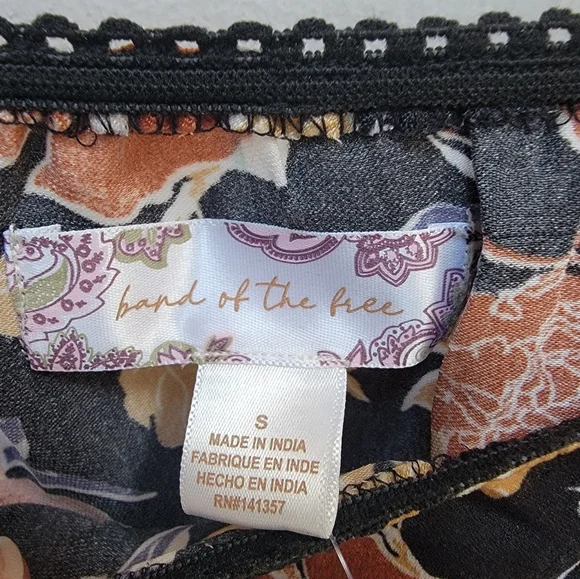 band of the free
S
MADE IN INDIA
FABRIQUE EN INDE
HECHO EN INDIA
RN#141357